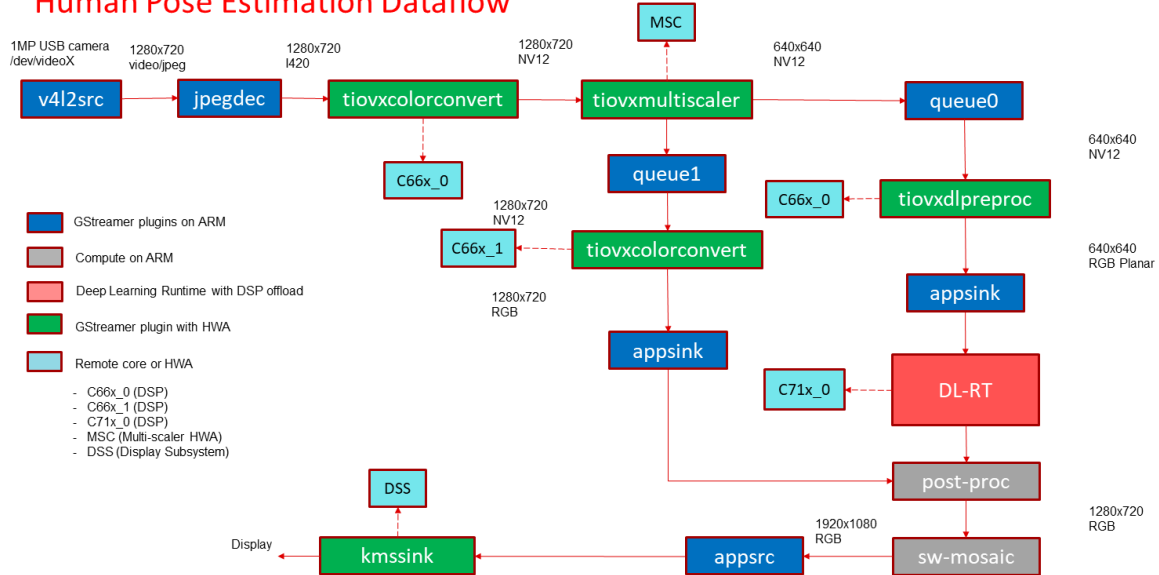 Human Pose Estimation Dataflow
MSC
1MP USB camera
/dev/videoX
1280x720
video/jpeg
1280x720
I420
1280x720
NV12
640x640
NV12
v4l2src
jpegdec
tiovxcolorconvert
tiovxmultiscaler
queue0
640x640
NV12
C66x_0
queue1
C66x_0
tiovxdlpreproc
1280x720
NV12
GStreamer plugins on ARM
C66x_1
tiovxcolorconvert
640x640
RGB Planar
Compute on ARM
Deep Learning Runtime with DSP offload
1280x720
RGB
appsink
GStreamer plugin with HWA
appsink
Remote core or HWA
- C66x_0 (DSP)
- C66x_1 (DSP)
- C71x_0 (DSP)
- MSC (Multi-scaler HWA)
- DSS (Display Subsystem)
C71x_0
DL-RT
DSS
post-proc
1920x1080
RGB
1280x720
RGB
Display
kmssink
appsrc
sw-mosaic